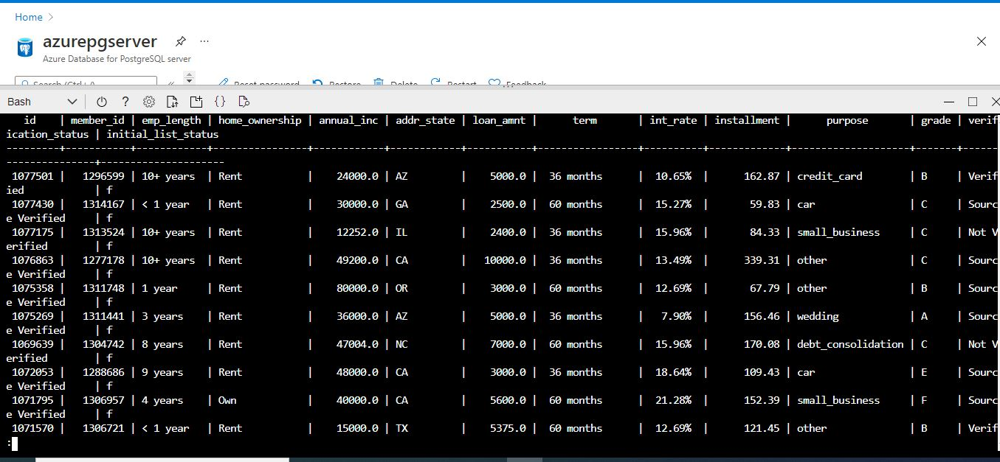 Home >
azurepgserver ...
Azure Database for PostgreSQL server
Search (Ctrl+/) « Reset password Restore Delete Restart Feedback
Bash ? {}
id | member_id | emp_length | home_ownership | annual_inc | addr_state | loan_amnt | term | int_rate | installment | purpose | grade | verif
ication_status | initial_list_status
---------+-----------+------------+----------------+------------+------------+-----------+-----------------+----------+-------------+--------------------+-------+------
---------------+---------------------
1077501 | 1296599 | 10+ years | Rent | 24000.0 | AZ | 5000.0 | 36 months | 10.65% | 162.87 | credit_card | B | Verif
ied | f
1077430 | 1314167 | < 1 year | Rent | 30000.0 | GA | 2500.0 | 60 months | 15.27% | 59.83 | car | C | Sourc
e Verified | f
1077175 | 1313524 | 10+ years | Rent | 12252.0 | IL | 2400.0 | 36 months | 15.96% | 84.33 | small_business | C | Not V
erified | f
1076863 | 1277178 | 10+ years | Rent | 49200.0 | CA | 10000.0 | 36 months | 13.49% | 339.31 | other | C | Sourc
e Verified | f
1075358 | 1311748 | 1 year | Rent | 80000.0 | OR | 3000.0 | 60 months | 12.69% | 67.79 | other | B | Sourc
e Verified | f
1075269 | 1311441 | 3 years | Rent | 36000.0 | AZ | 5000.0 | 36 months | 7.90% | 156.46 | wedding | A | Sourc
e Verified | f
1069639 | 1304742 | 8 years | Rent | 47004.0 | NC | 7000.0 | 60 months | 15.96% | 170.08 | debt_consolidation | C | Not V
erified | f
1072053 | 1288686 | 9 years | Rent | 48000.0 | CA | 3000.0 | 36 months | 18.64% | 109.43 | car | E | Sourc
e Verified | f
1071795 | 1306957 | 4 years | Own | 40000.0 | CA | 5600.0 | 60 months | 21.28% | 152.39 | small_business | F | Sourc
e Verified | f
1071570 | 1306721 | < 1 year | Rent | 15000.0 | TX | 5375.0 | 60 months | 12.69% | 121.45 | other | B | Verif
: